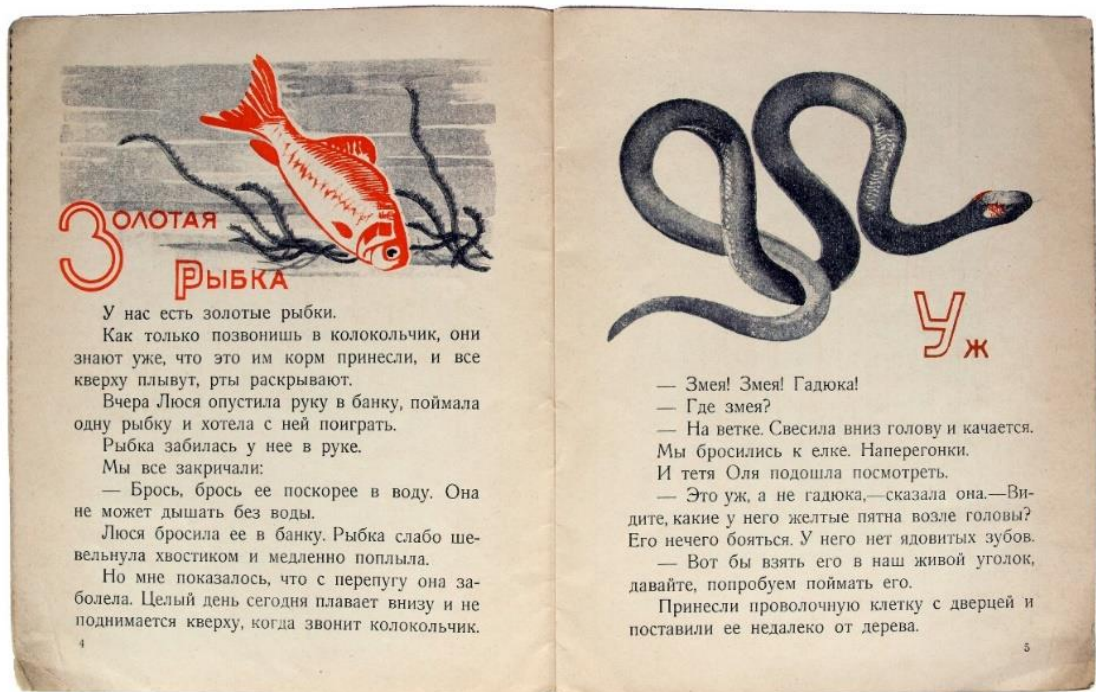 Золотая
Рыбка
У нас есть золотые рыбки.
Как только позвонишь в колокольчик, они
знают уже, что это им корм принесли, и все
кверху плывут, рты раскрывают.
Вчера Люся опустила руку в банку, поймала
одну рыбку и хотела с ней поиграть.
Рыбка забилась у нее в руке.
Мы все закричали:
— Брось, брось ее поскорее в воду. Она
не может дышать без воды.
Люся бросила ее в банку. Рыбка слабо ше-
вельнула хвостиком и медленно поплыла.
Но мне показалось, что с перепугу она за-
болела. Целый день сегодня плавает внизу и не
поднимается кверху, когда звонит колокольчик.
4
Уж
— Змея! Змея! Гадюка!
— Где змея?
— На ветке. Свесила вниз голову и качается.
Мы бросились к елке. Наперегонки.
И тетя Оля подошла посмотреть.
— Это уж, а не гадюка,—сказала она.—Ви-
дите, какие у него желтые пятна возле головы?
Его нечего бояться. У него нет ядовитых зубов.
— Вот бы взять его в наш живой уголок,
давайте, попробуем поймать его.
Принесли проволочную клетку с дверцей и
поставили ее недалеко от дерева.
5